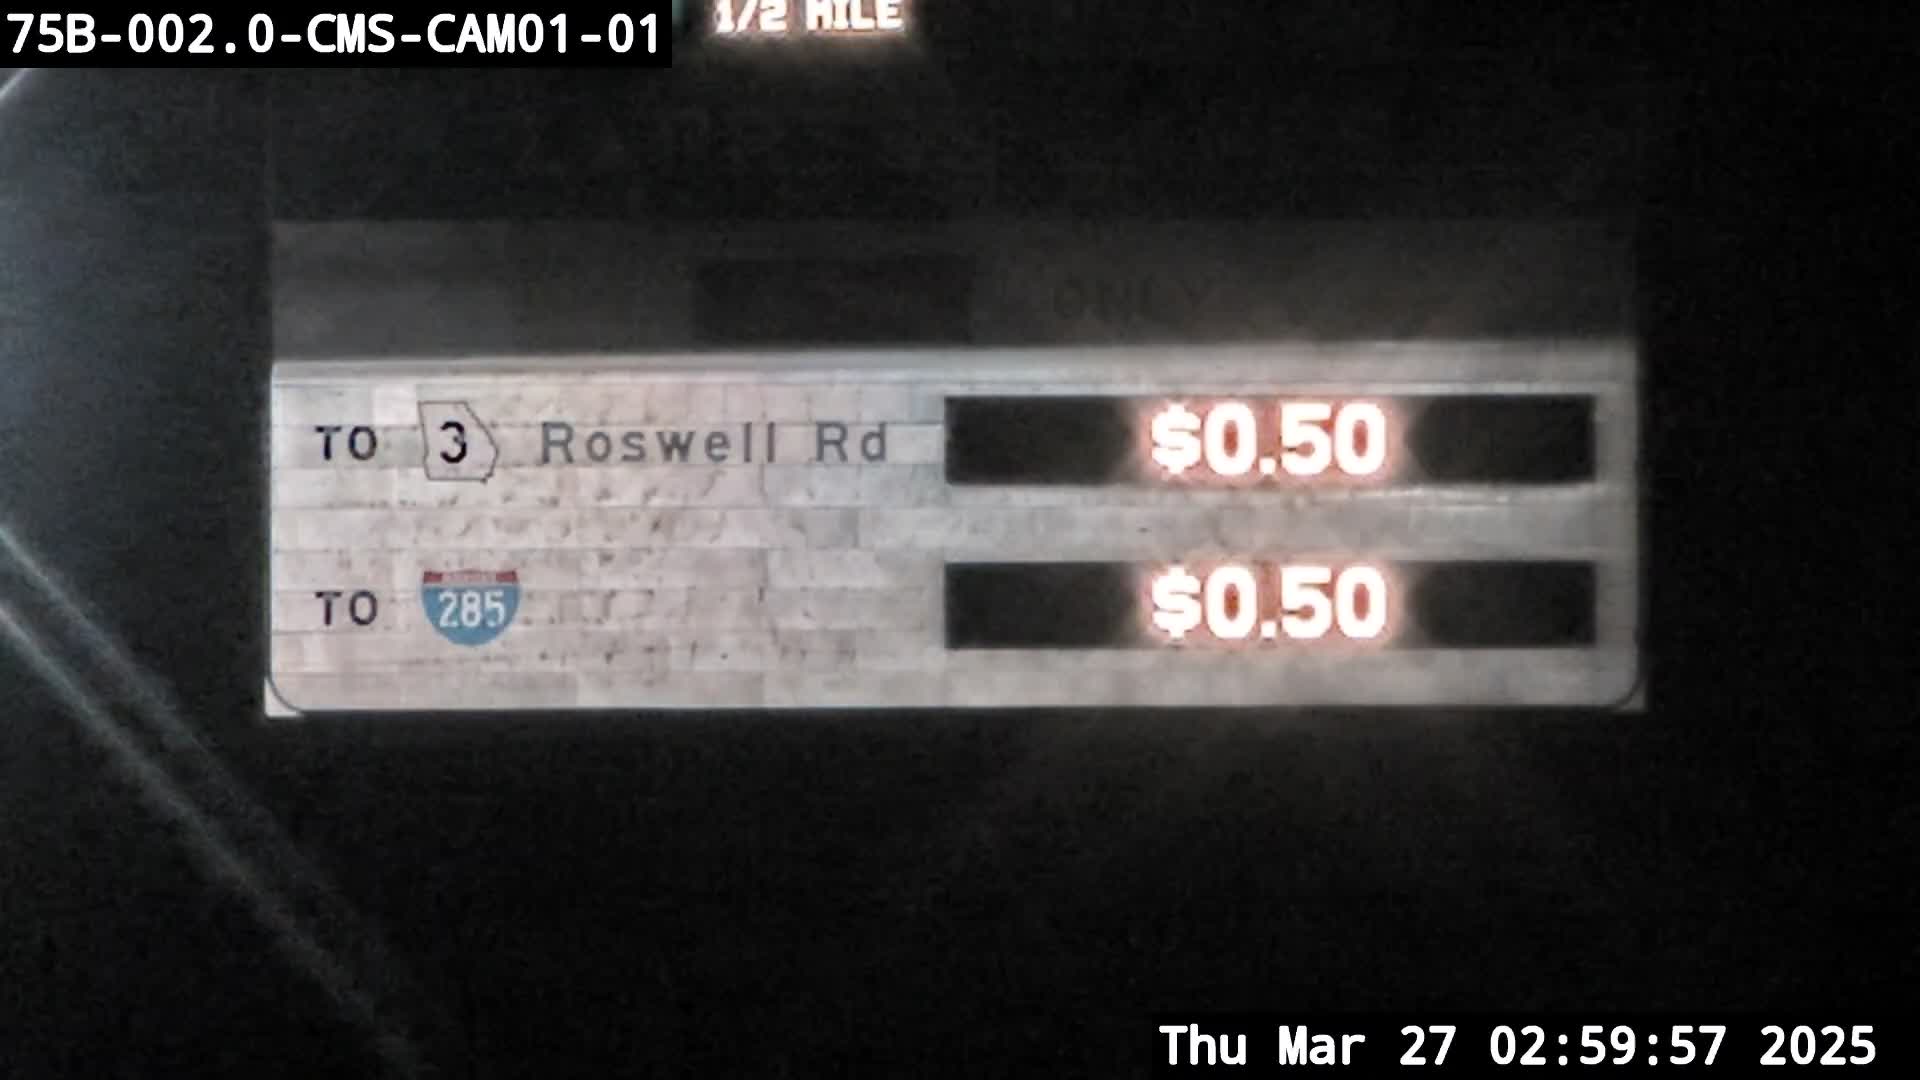 75B-002.0-CMS-CAM01-01
1/2 MILE
ONLY
TO 3 Roswell Rd $0.50
TO 285 $0.50
Thu Mar 27 02:59:57 2025